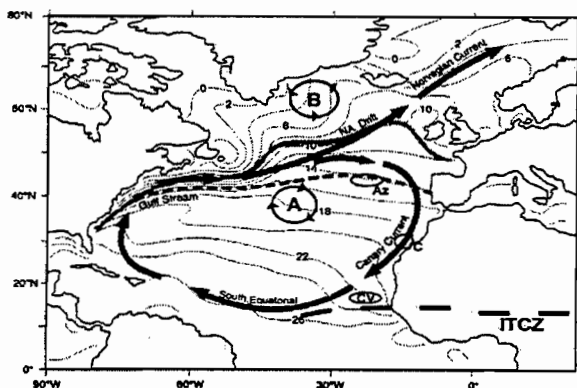 80°N
60°N
40°N
20°N
0°
90°W
60°W
30°W
0°
0
2
6
10
14
18
22
26
0
2
6
10
A
B
Az
C
CV
ITCZ
Gulf Stream
NA. Drift
Norwegian Current
Canary Current
South Equatorial